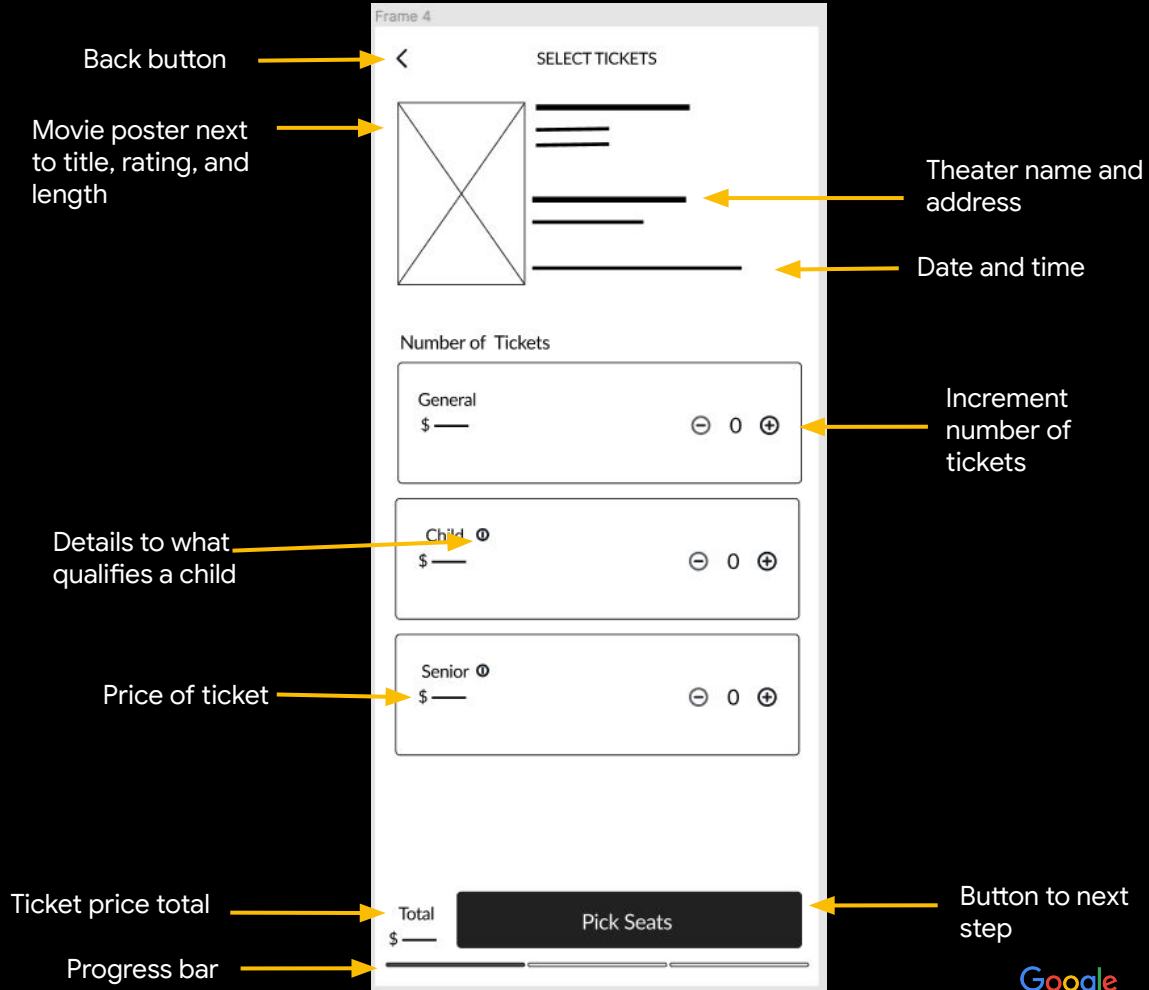 Frame 4
Back button
SELECT TICKETS
Movie poster next
to title, rating, and
length
Theater name and
address
Date and time
Number of Tickets
General
$
0
Increment
number of
tickets
Details to what
qualifies a child
Child
$
0
Price of ticket
Senior
$
0
Ticket price total
Total
$
Pick Seats
Button to next
step
Progress bar
Google